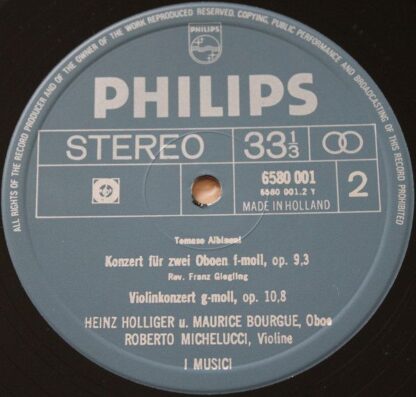 ALL RIGHTS OF THE RECORD PRODUCER AND OF THE OWNER OF THE WORK REPRODUCED RESERVED. COPYING, PUBLIC PERFORMANCE AND BROADCASTING OF THIS RECORD PROHIBITED
PHILIPS
PHILIPS
STEREO 33 1/3
6580 001
6580 001.2 Y
MADE IN HOLLAND
2
Tomaso Albinoni
Konzert für zwei Oboen f-moll, op. 9,3
Rev. Franz Giegling
Violinkonzert g-moll, op. 10,8
HEINZ HOLLIGER u. MAURICE BOURGUE, Oboe
ROBERTO MICHELUCCI, Violine
I MUSICI